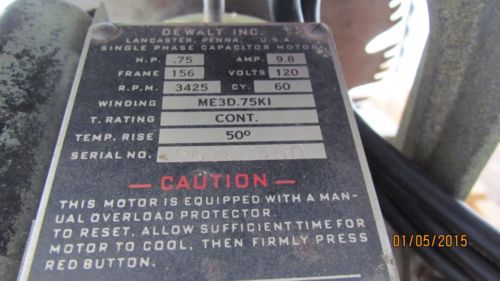 DEWALT INC.
LANCASTER, PENNA., U.S.A.
SINGLE PHASE CAPACITOR MOTOR
H.P. .75 AMP. 9.8
FRAME 156 VOLTS 120
R.P.M. 3425 CY. 60
WINDING ME3D.75KI
T. RATING CONT.
TEMP. RISE 50º
SERIAL NO.
— CAUTION —
THIS MOTOR IS EQUIPPED WITH A MAN-
UAL OVERLOAD PROTECTOR.
TO RESET, ALLOW SUFFICIENT TIME FOR
MOTOR TO COOL, THEN FIRMLY PRESS
RED BUTTON.
01/05/2015